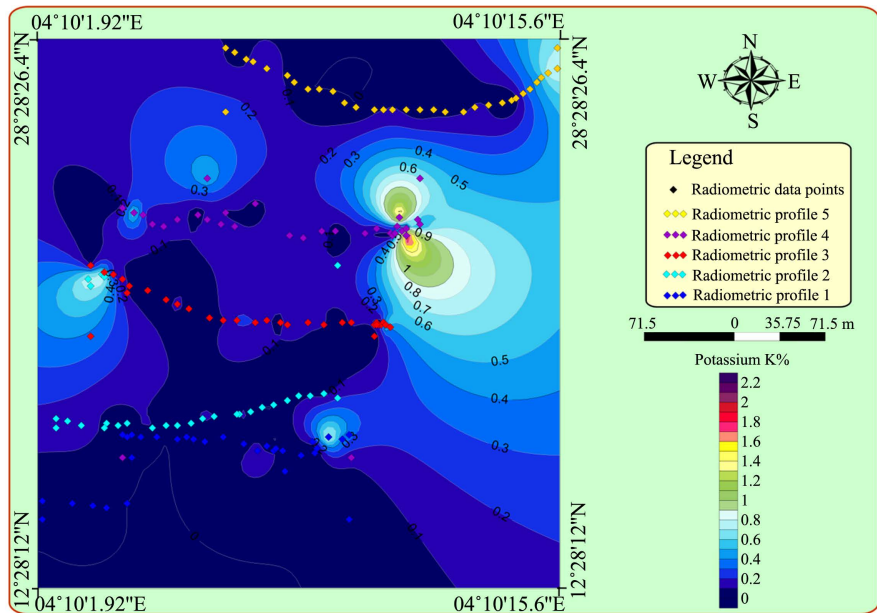 04°10'1.92"E
04°10'15.6"E
28°28'26.4"N
28°28'26.4"N
12°28'12"N
12°28'12"N
04°10'1.92"E
04°10'15.6"E
N
W E
S
Legend
Radiometric data points
Radiometric profile 5
Radiometric profile 4
Radiometric profile 3
Radiometric profile 2
Radiometric profile 1
71.5 0 35.75 71.5 m
Potassium K%
2.2
2
1.8
1.6
1.4
1.2
1
0.8
0.6
0.4
0.2
0
0.2
0.2
0.3
0.4
0.6
0.5
0.3
0.9
0.4
1
0.8
0.7
0.6
0.5
0.4
0.3
0.3
0.2
0.1